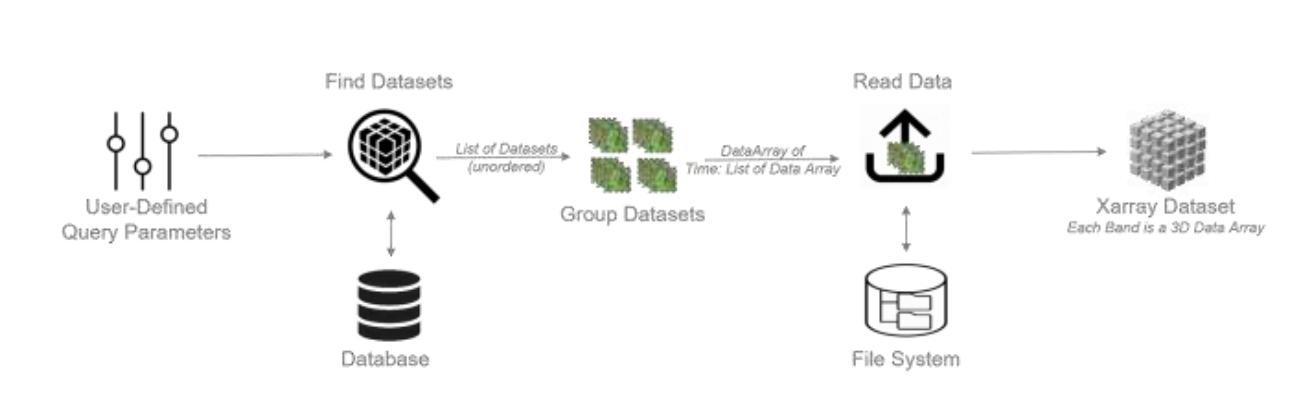 Find Datasets
Read Data
List of Datasets
(unordered)
DataArray of
Time: List of Data Array
User-Defined
Query Parameters
Group Datasets
Xarray Dataset
Each Band is a 3D Data Array
Database
File System